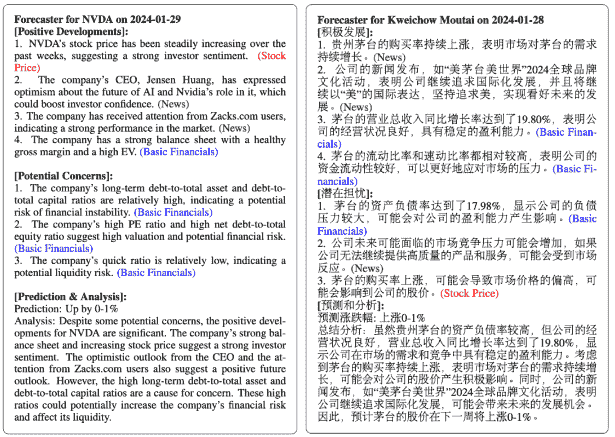 Forecaster for NVDA on 2024-01-29
[Positive Developments]:
1. NVDA's stock price has been steadily increasing over the
past weeks, suggesting a strong investor sentiment. (Stock
Price)
2. The company's CEO, Jensen Huang, has expressed
optimism about the future of AI and Nvidia's role in it, which
could boost investor confidence. (News)
3. The company has received attention from Zacks.com users,
indicating a strong performance in the market. (News)
4. The company has a strong balance sheet with a healthy
gross margin and a high EV. (Basic Financials)
[Potential Concerns]:
1. The company's long-term debt-to-total asset and debt-
to-total capital ratios are relatively high, indicating a potential
risk of financial instability. (Basic Financials)
2. The company's high PE ratio and high net debt-to-total
equity ratio suggest high valuation and potential financial risk.
(Basic Financials)
3. The company's quick ratio is relatively low, indicating a
potential liquidity risk. (Basic Financials)
[Prediction & Analysis]:
Prediction: Up by 0-1%
Analysis: Despite some potential concerns, the positive devel-
opments for NVDA are significant. The company's strong bal-
ance sheet and increasing stock price suggest a strong investor
sentiment. The optimistic outlook from the CEO and the at-
tention from Zacks.com users also suggest a positive future
outlook. However, the high long-term debt-to-total asset and
debt-to-total capital ratios are a cause for concern. These high
ratios could potentially increase the company's financial risk
and affect its liquidity.
Forecaster for Kweichow Moutai on 2024-01-28
[积极发展]:
1. 贵州茅台的购买率持续上涨，表明市场对茅台的需求
持续增长。(News)
2. 公司的新闻发布，如“美茅台美世界”2024全球品牌
文化活动，表明公司继续追求国际化发展，并且将继
续以“美”的国际表达，坚持追求美，实现看好未来的发
展。(News)
3. 茅台的营业总收入同比增长率达到了19.80%，表明公
司的经营状况良好，具有稳定的盈利能力。(Basic Finan-
cials)
4. 茅台的流动比率和速动比率都相对较高，表明公司的
资金流动性较好，可以更好地应对市场的压力。(Basic Fi-
nancials)
[潜在担忧]:
1. 茅台的资产负债率达到了17.98%，显示公司的负债
压力较大，可能会对公司的盈利能力产生影响。(Basic
Financials)
2. 公司未来可能面临的市场竞争压力可能会增加，如果
公司无法继续提供高质量的产品和服务，可能会受到市场
反应。(News)
3. 茅台的购买率上涨，可能会导致市场价格的偏高，可
能会影响到公司的股价。(Stock Price)
[预测和分析]:
预测涨跌幅: 上涨0-1%
总结分析: 虽然贵州茅台的资产负债率较高，但公司的经
营状况良好，营业总收入同比增长率达到了19.80%，显
示公司在市场的需求和竞争中具有稳定的盈利能力。考虑
到茅台的购买率持续上涨，表明市场对茅台的需求持续增
长，可能会对公司的股价产生积极影响。同时，公司的新
闻发布，如“美茅台美世界”2024全球品牌文化活动，表明
公司继续追求国际化发展，可能会带来未来的发展机会。
因此，预计茅台的股价在下一周将上涨0-1%。